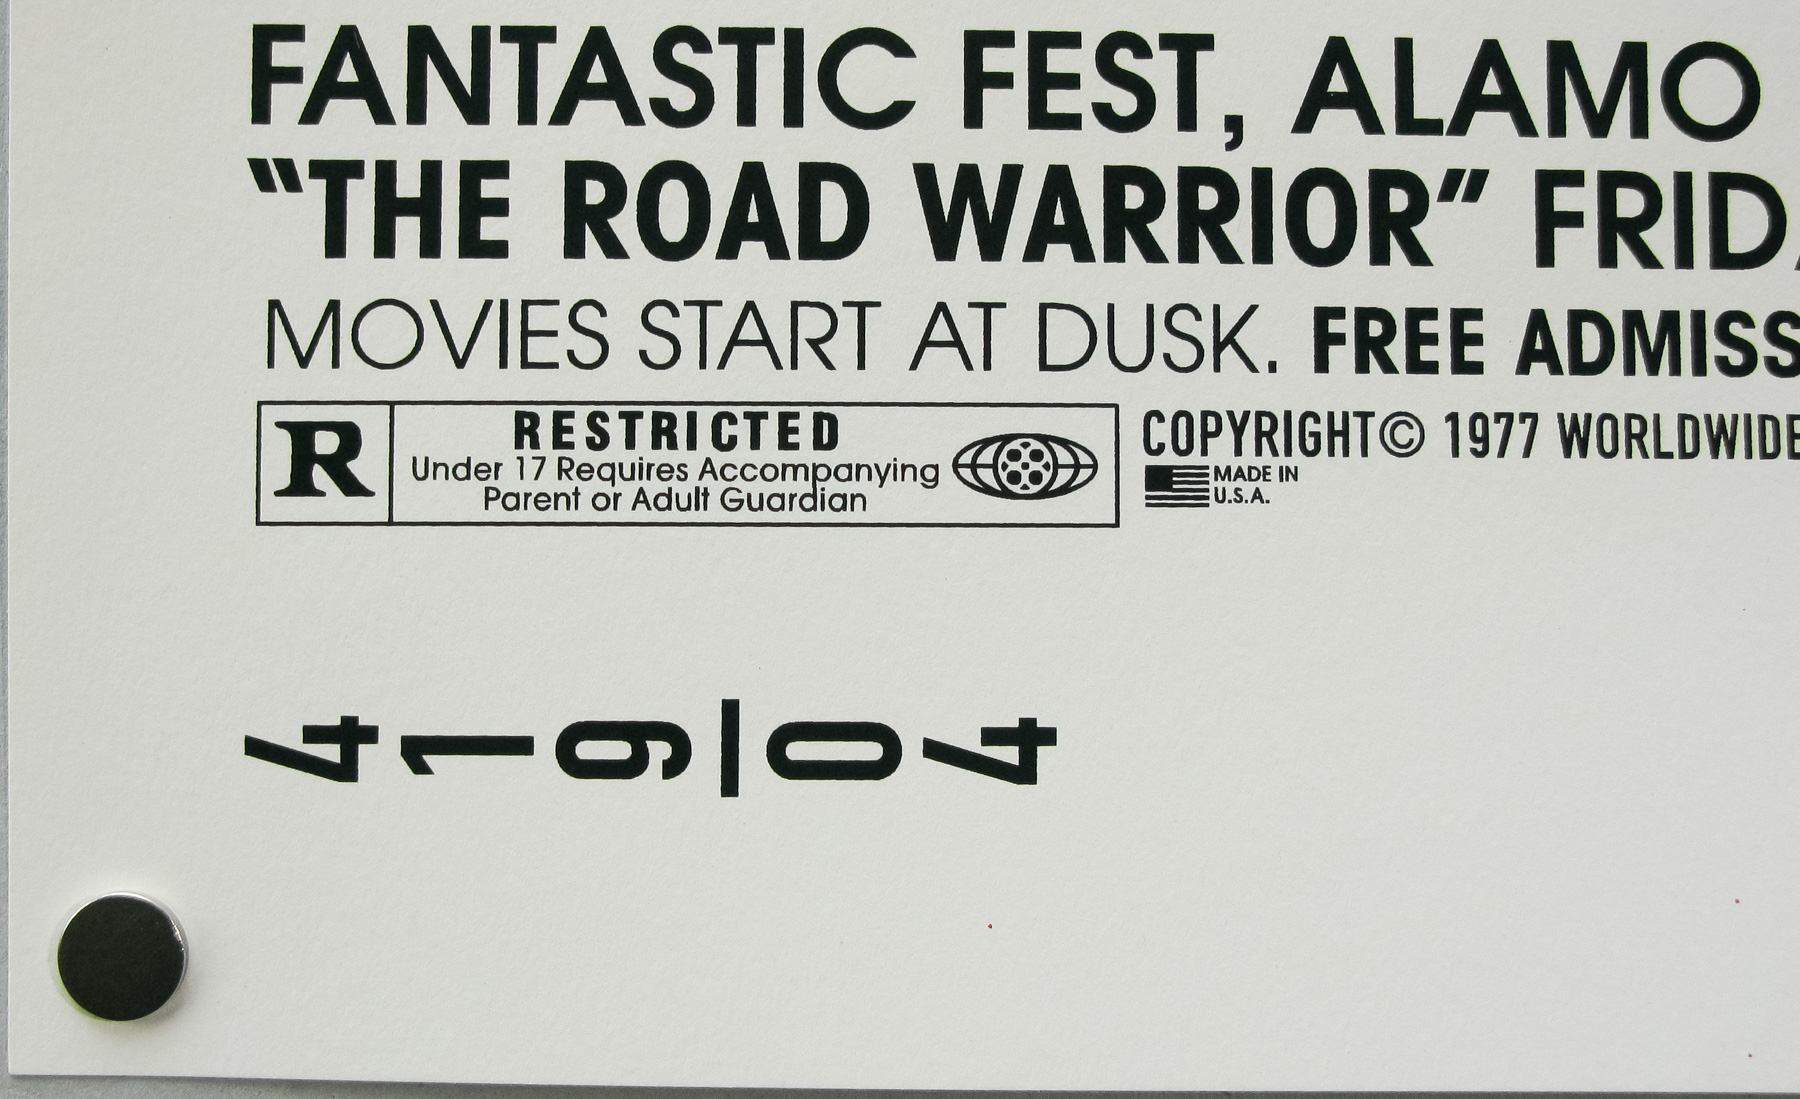 FANTASTIC FEST, ALAMO
"THE ROAD WARRIOR" FRID
MOVIES START AT DUSK. FREE ADMISS
R
RESTRICTED
Under 17 Requires Accompanying
Parent or Adult Guardian
COPYRIGHT© 1977 WORLDWIDE
MADE IN
U.S.A.
419-04